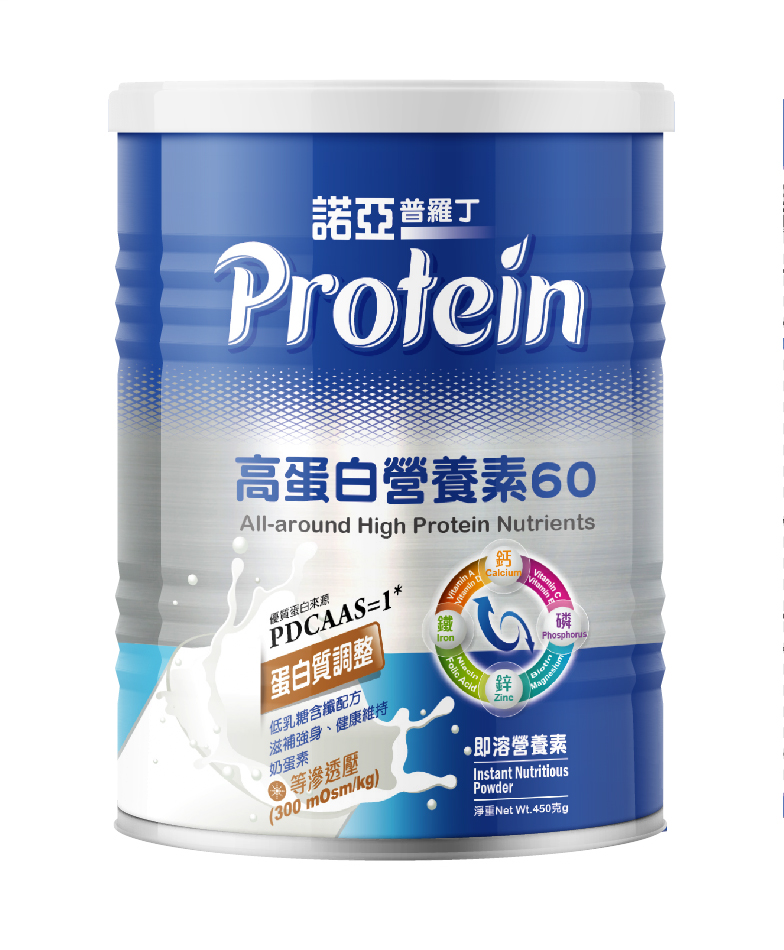 諾亞普羅丁
Protein
高蛋白營養素60
All-around High Protein Nutrients
優質蛋白來源
PDCAAS=1*
蛋白質調整
低乳糖含纖配方
滋補強身、健康維持
奶蛋素
等滲透壓
(300 mOsm/kg)
鈣
Calcium
Vitamin A
Vitamin D
Vitamin C
Vitamin E
鐵
Iron
磷
Phosphorus
Niacin
Folic Acid
Biotin
Magnesium
鋅
Zinc
即溶營養素
Instant Nutritious
Powder
淨重Net Wt.450克g